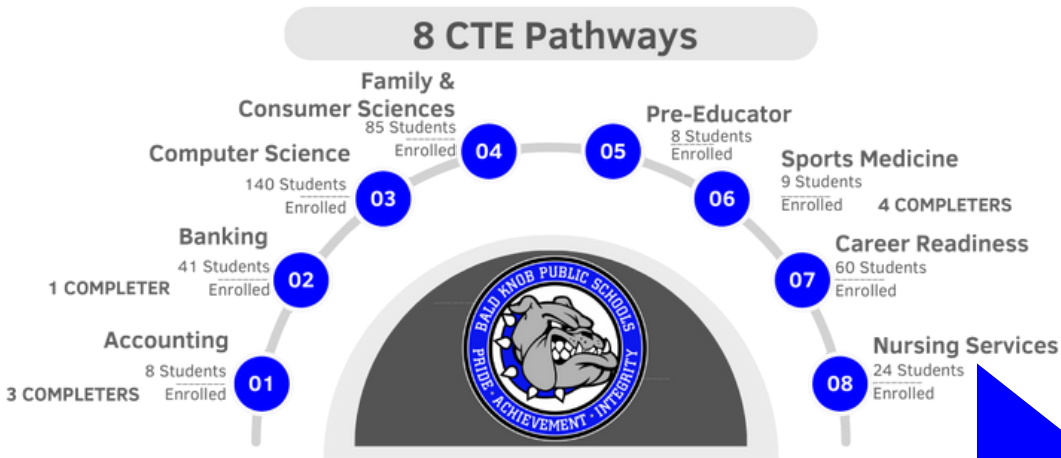 8 CTE Pathways
Family &
Consumer Sciences
85 Students
Enrolled
04
05
Pre-Educator
8 Students
Enrolled
Computer Science
140 Students
Enrolled
03
06
Sports Medicine
9 Students
Enrolled
4 COMPLETERS
Banking
41 Students
Enrolled
1 COMPLETER
02
07
Career Readiness
60 Students
Enrolled
Accounting
8 Students
Enrolled
3 COMPLETERS
01
08
Nursing Services
24 Students
Enrolled
BALD KNOB PUBLIC SCHOOLS
PRIDE · ACHIEVEMENT · INTEGRITY